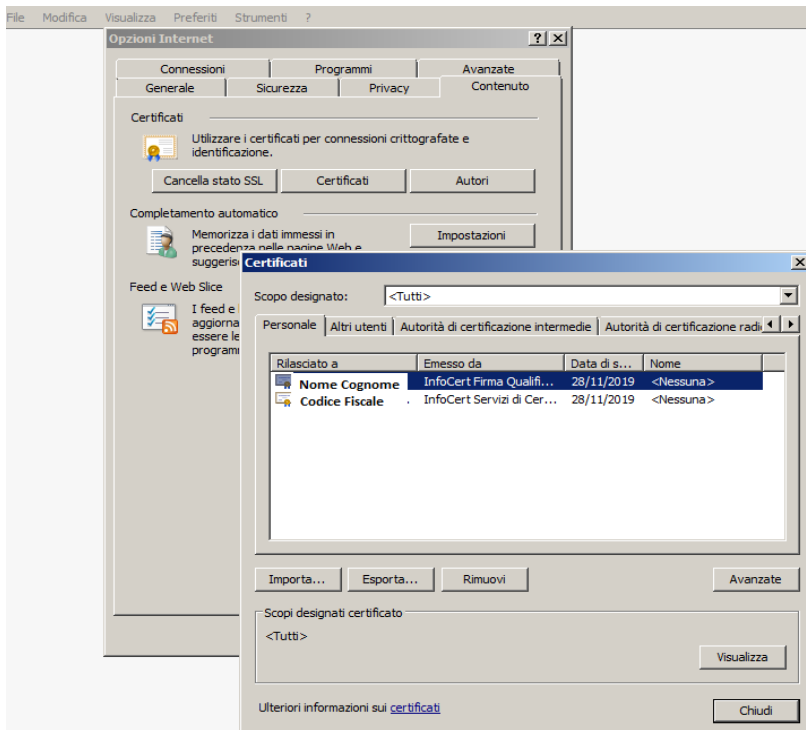 File Modifica Visualizza Preferiti Strumenti ?
Opzioni Internet
Connessioni Programmi Avanzate
Generale Sicurezza Privacy Contenuto
Certificati
Utilizzare i certificati per connessioni crittografate e
identificazione.
Cancella stato SSL Certificati Autori
Completamento automatico
Memorizza i dati immessi in
precedenza nelle pagine Web e
Impostazioni
Feed e Web Slice
I feed e
essere le
Certificati
Scopo designato: <Tutti>
Personale Altri utenti Autorità di certificazione intermedie Autorità di certificazione
Rilasciato a Emesso da Data di s... Nome
Nome Cognome InfoCert Firma Qualifi... 28/11/2019 <Nessuna>
Codice Fiscale . InfoCert Servizi di Cer... 28/11/2019 <Nessuna>
Importa... Esporta... Rimuovi Avanzate
Scopi designati certificato
<Tutti>
Visualizza
Ulteriori informazioni sui certificati
Chiudi